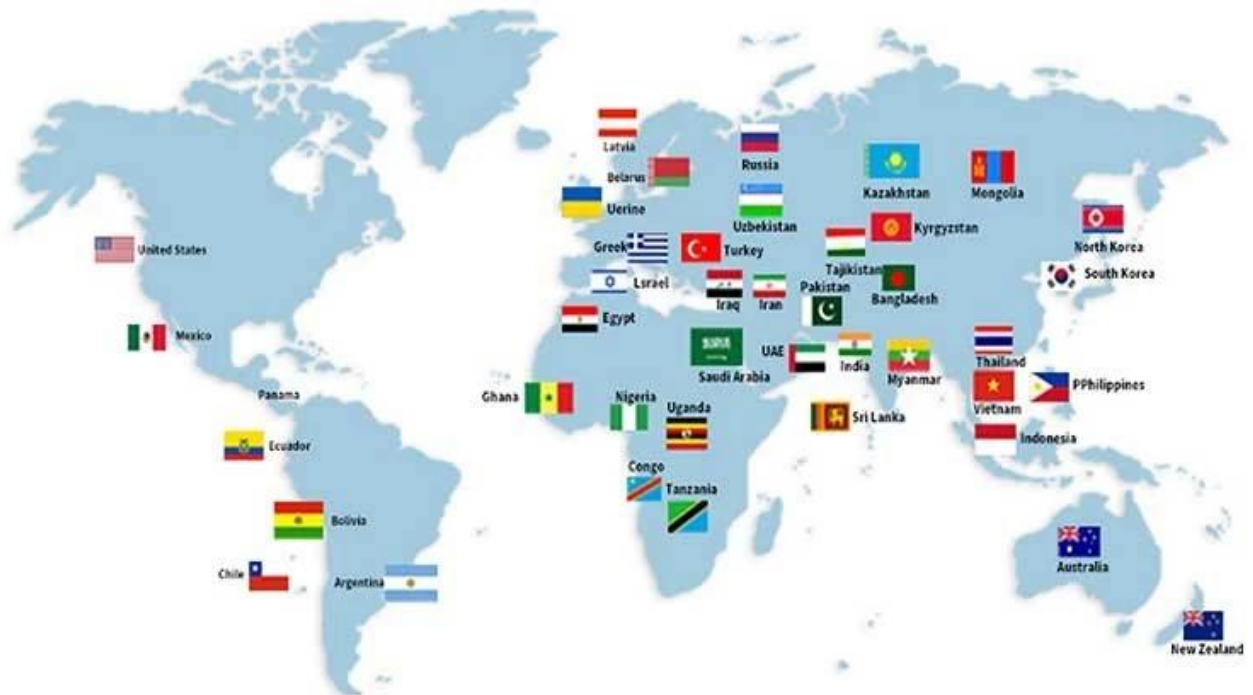 Latvia
Russia
Belarus
Kazakhstan
Mongolia
Uerine
Uzbekistan
Kyrgyzstan
North Korea
United States
Greek
Turkey
Tajikistan
South Korea
Lsrael
Iraq
Iran
Pakistan
Bangladesh
Egypt
Mexico
Saudi Arabia
UAE
India
Myanmar
Thailand
Panama
Ghana
Nigeria
Uganda
Vietnam
PPhilippines
Sri Lanka
Ecuador
Indonesia
Congo
Tanzania
Bolivia
Chile
Argentina
Australia
New Zealand